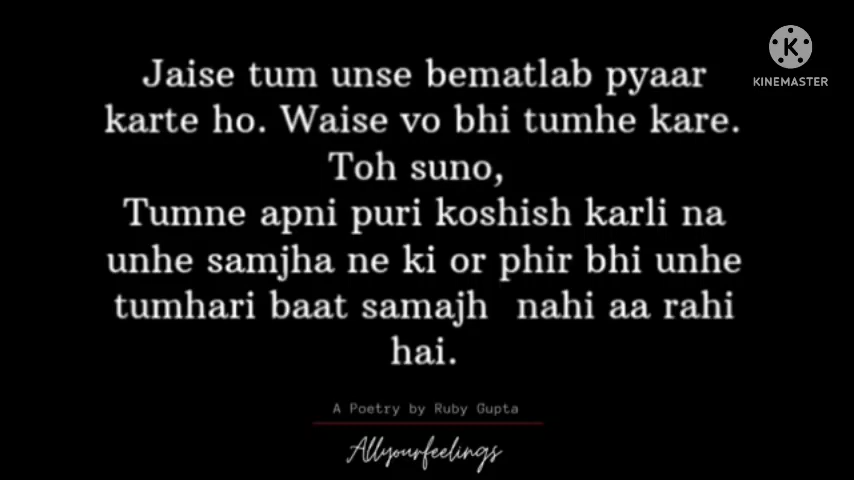 Jaise tum unse bematlab pyaar
karte ho. Waise vo bhi tumhe kare.
Toh suno,
Tumne apni puri koshish karli na
unhe samjha ne ki or phir bhi unhe
tumhari baat samajh nahi aa rahi
hai.
A Poetry by Ruby Gupta
Allyourfeelings
K
KINEMASTER